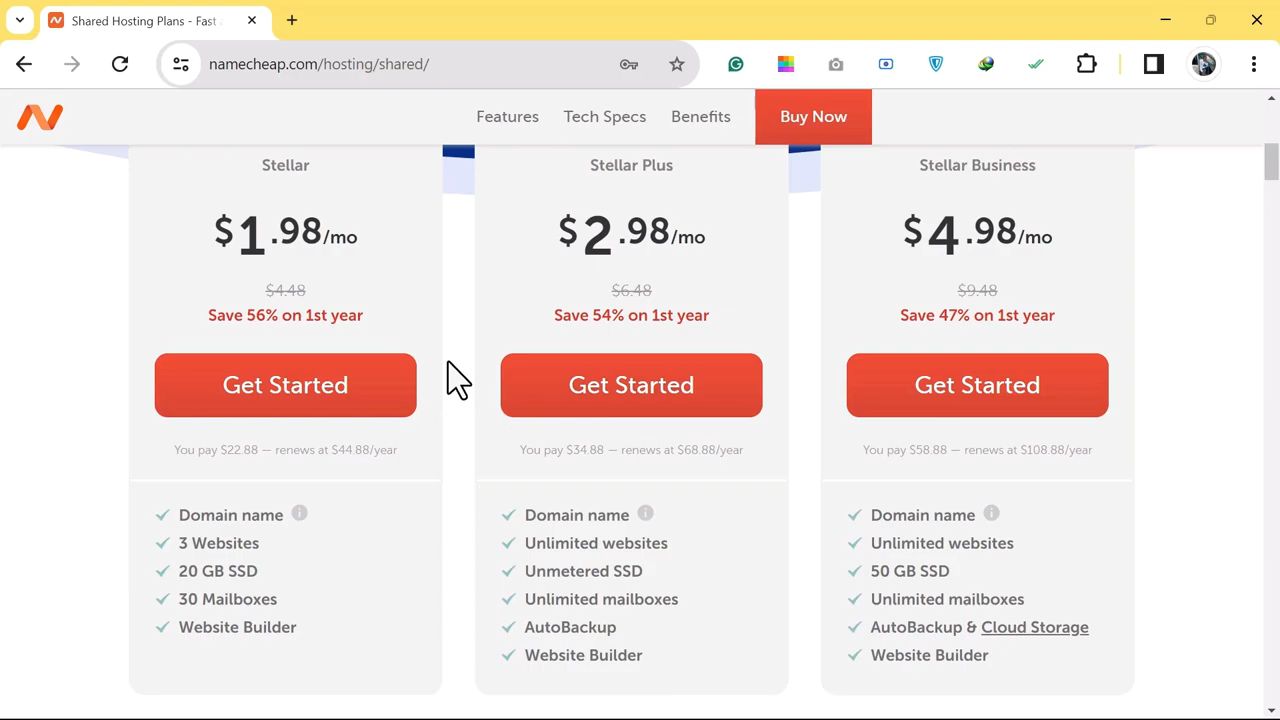 Shared Hosting Plans - Fast
namecheap.com/hosting/shared/
Features
Tech Specs
Benefits
Buy Now
Stellar
$1.98/mo
$4.48
Save 56% on 1st year
Get Started
You pay $22.88 — renews at $44.88/year
Domain name
3 Websites
20 GB SSD
30 Mailboxes
Website Builder
Stellar Plus
$2.98/mo
$6.48
Save 54% on 1st year
Get Started
You pay $34.88 — renews at $68.88/year
Domain name
Unlimited websites
Unmetered SSD
Unlimited mailboxes
AutoBackup
Website Builder
Stellar Business
$4.98/mo
$9.48
Save 47% on 1st year
Get Started
You pay $58.88 — renews at $108.88/year
Domain name
Unlimited websites
50 GB SSD
Unlimited mailboxes
AutoBackup & Cloud Storage
Website Builder